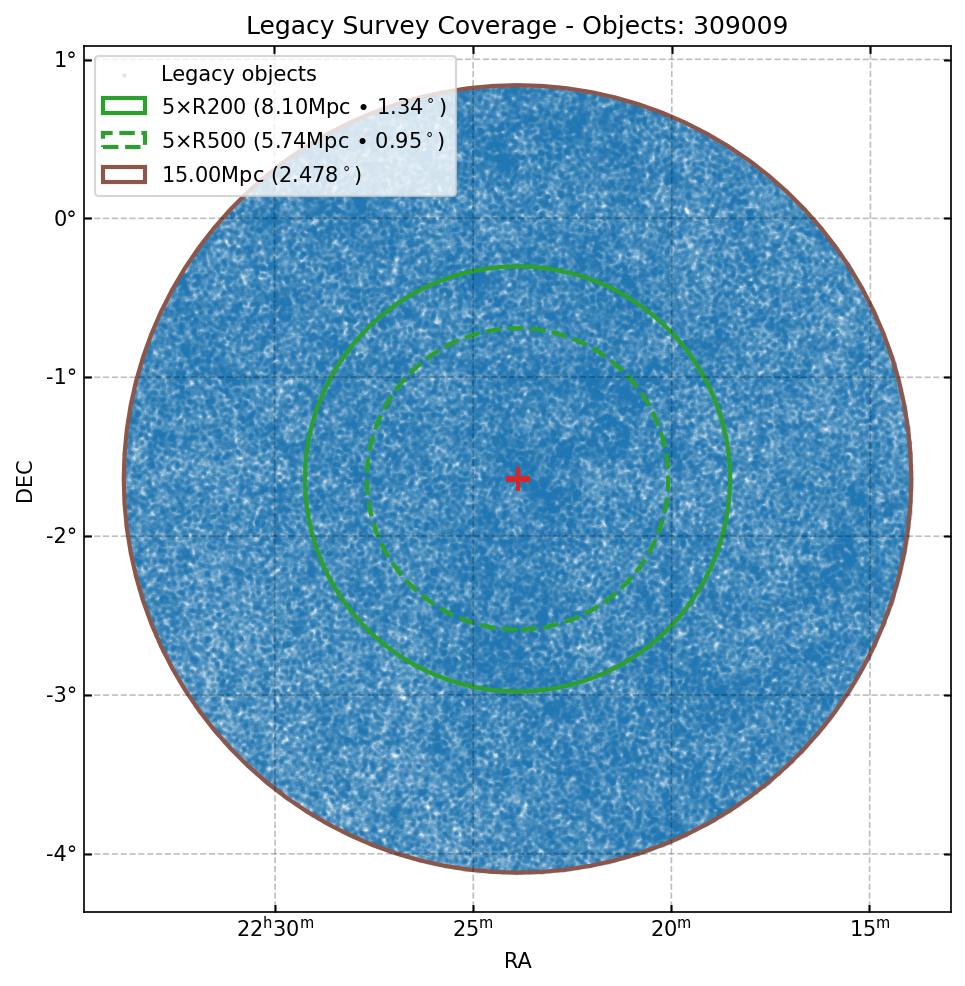 Legacy Survey Coverage - Objects: 309009
Legacy objects
5×R200 (8.10Mpc • 1.34°)
5×R500 (5.74Mpc • 0.95°)
15.00Mpc (2.478°)
1°
0°
-1°
-2°
-3°
-4°
DEC
22ʰ30ᵐ 25ᵐ 20ᵐ 15ᵐ
RA